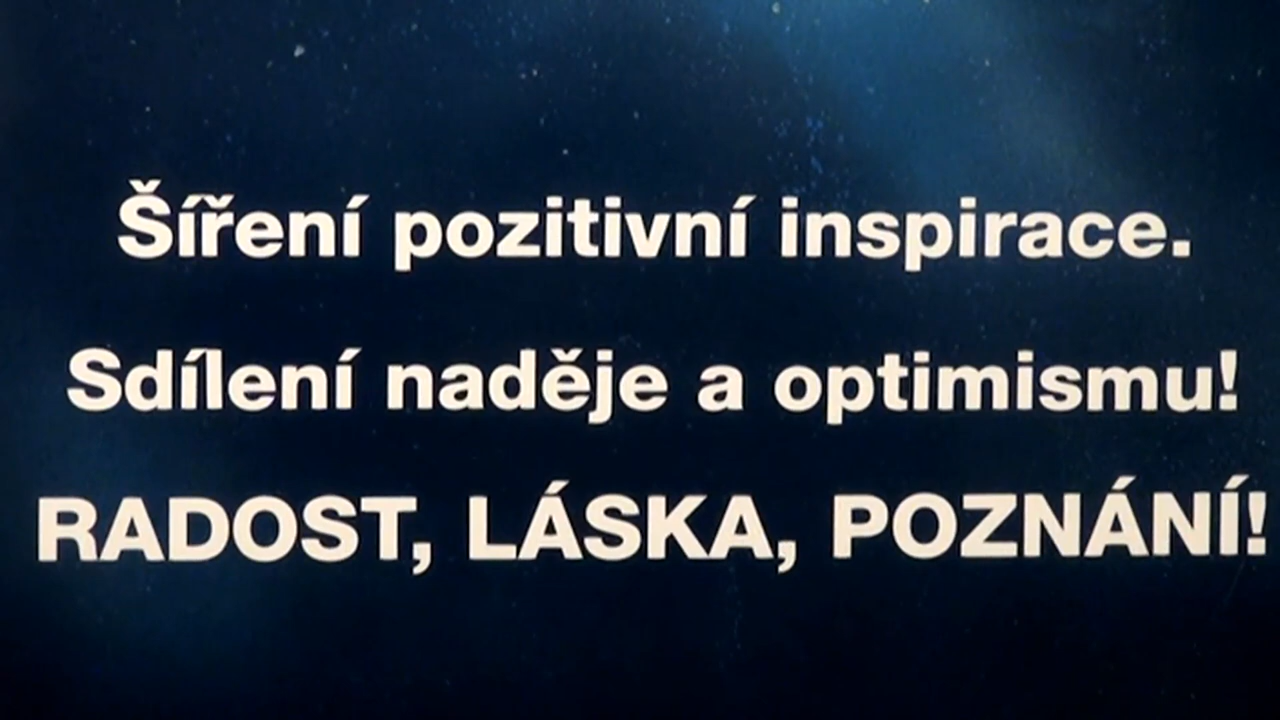 Šíření pozitivní inspirace.
Sdílení naděje a optimismu!
RADOST, LÁSKA, POZNÁNÍ!